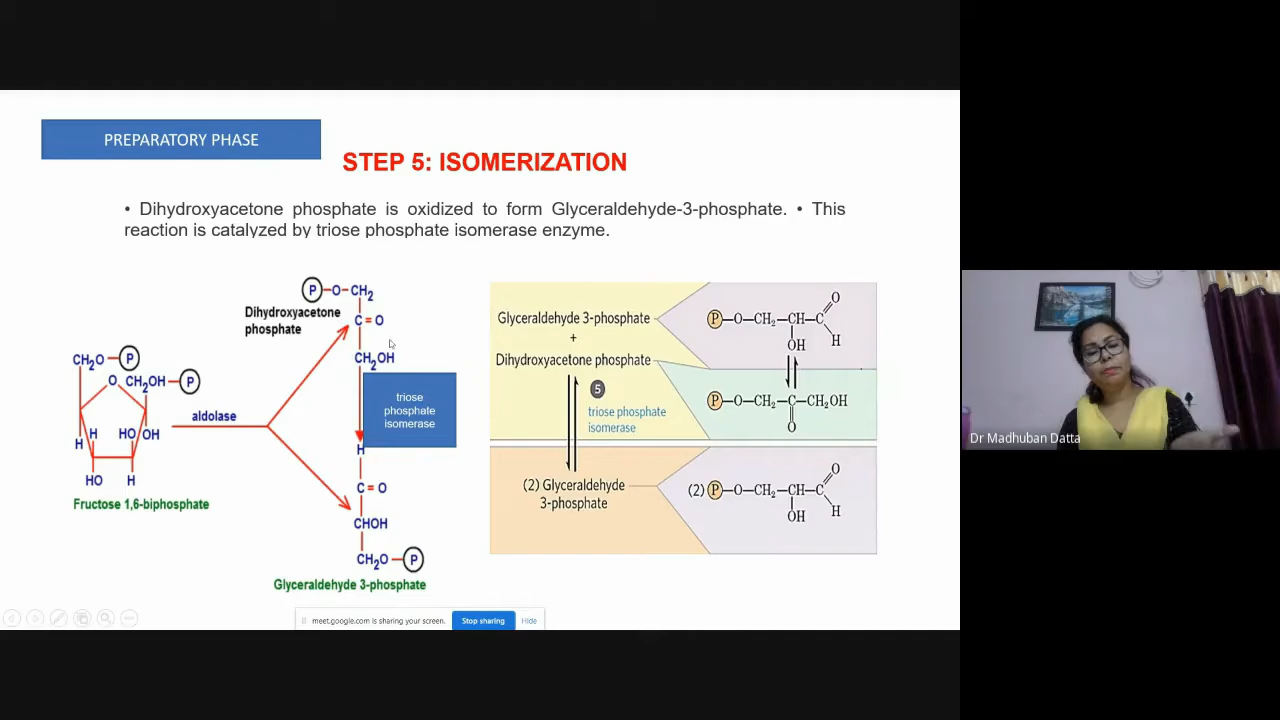 PREPARATORY PHASE
STEP 5: ISOMERIZATION
• Dihydroxyacetone phosphate is oxidized to form Glyceraldehyde-3-phosphate. • This
reaction is catalyzed by triose phosphate isomerase enzyme.
P—O—CH2
Dihydroxyacetone
phosphate
C=O
CH2OH
triose
phosphate
isomerase
CH2O—P
O CH2OH—P
H H HO OH
HO H
Fructose 1,6-biphosphate
aldolase
H
C=O
CHOH
CH2O—P
Glyceraldehyde 3-phosphate
Glyceraldehyde 3-phosphate
+
Dihydroxyacetone phosphate
5
triose phosphate
isomerase
(2) Glyceraldehyde
3-phosphate
P—O—CH2—CH—C
O
H
OH
P—O—CH2—C—CH2OH
O
(2) P—O—CH2—CH—C
O
H
OH
meet.google.com is sharing your screen. Stop sharing Hide
Dr Madhuban Datta